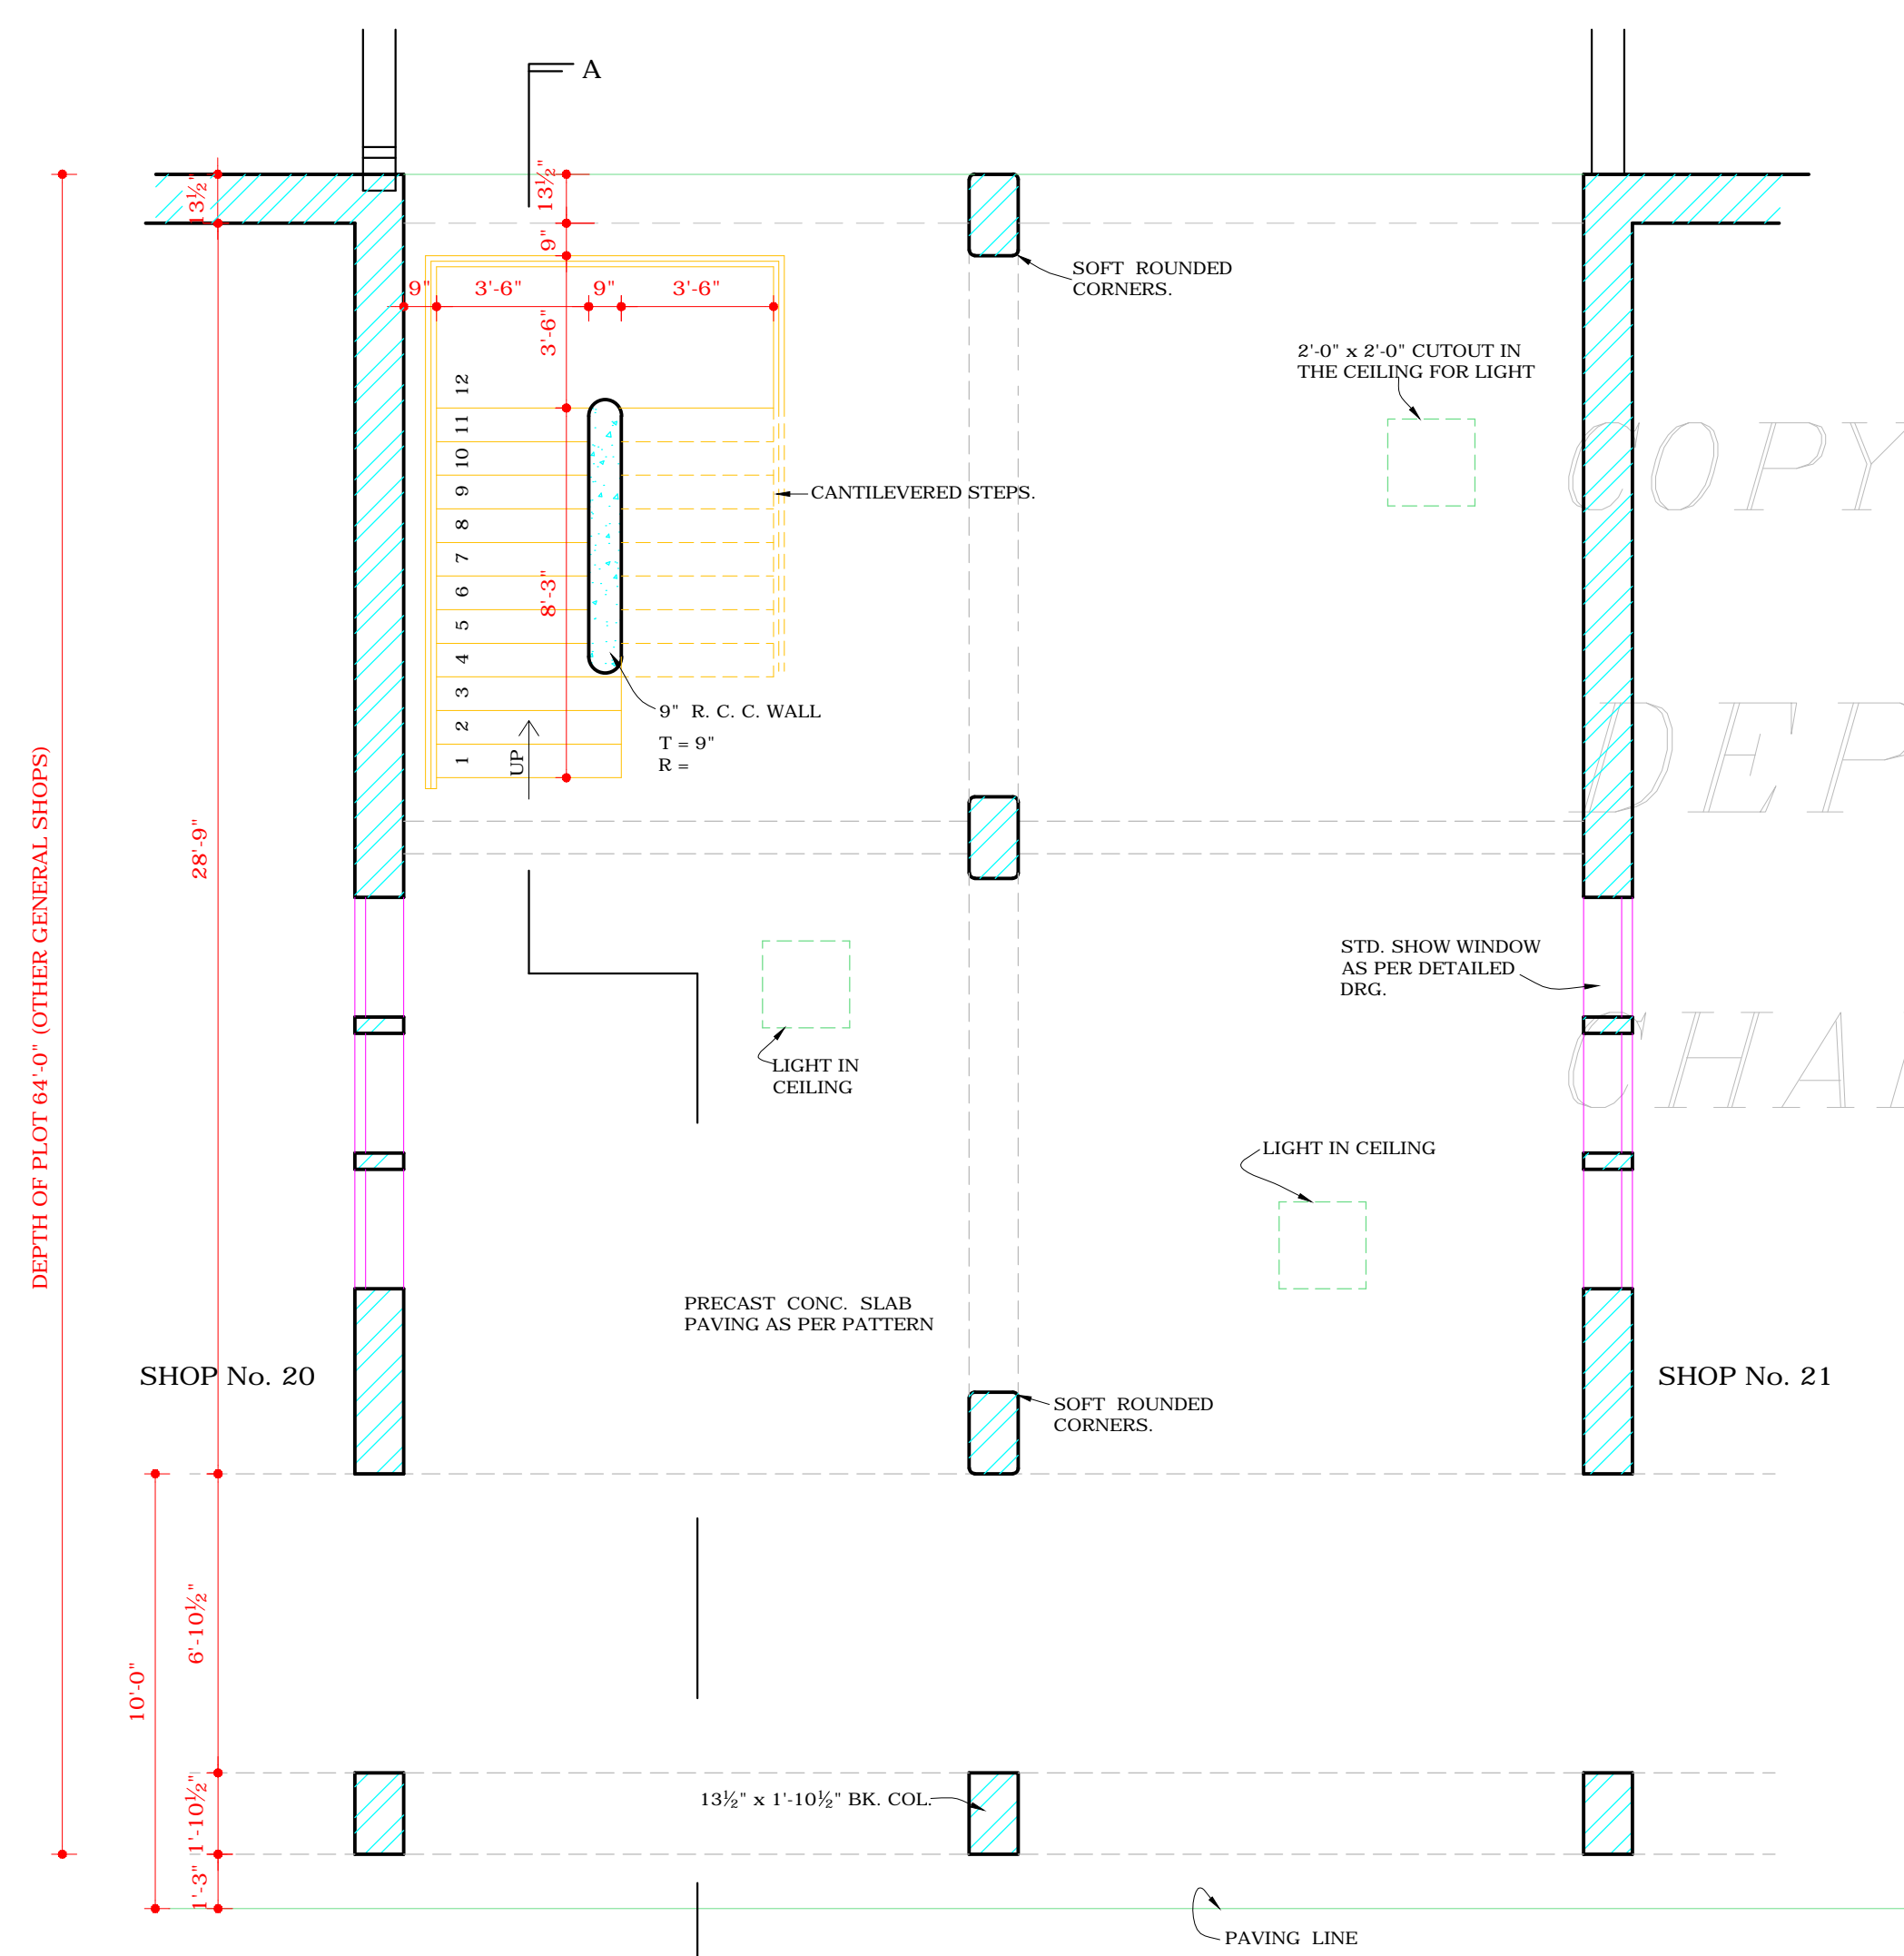 A
13½"
13½"
9"
SOFT ROUNDED
CORNERS.
9"
3'-6"
9"
3'-6"
3'-6"
2'-0" x 2'-0" CUTOUT IN
THE CEILING FOR LIGHT
12
11
10
9
8
7
6
5
4
3
2
1
COPY
CANTILEVERED STEPS.
8'-3"
9" R. C. C. WALL
T = 9"
R =
UP
DEP
DEPTH OF PLOT 64'-0" (OTHER GENERAL SHOPS)
28'-9"
STD. SHOW WINDOW
AS PER DETAILED
DRG.
LIGHT IN
CEILING
CHA
LIGHT IN CEILING
PRECAST CONC. SLAB
PAVING AS PER PATTERN
SHOP No. 20
SHOP No. 21
SOFT ROUNDED
CORNERS.
6'-10½"
10'-0"
13½" x 1'-10½" BK. COL.
1'-10½"
1'-3"
PAVING LINE